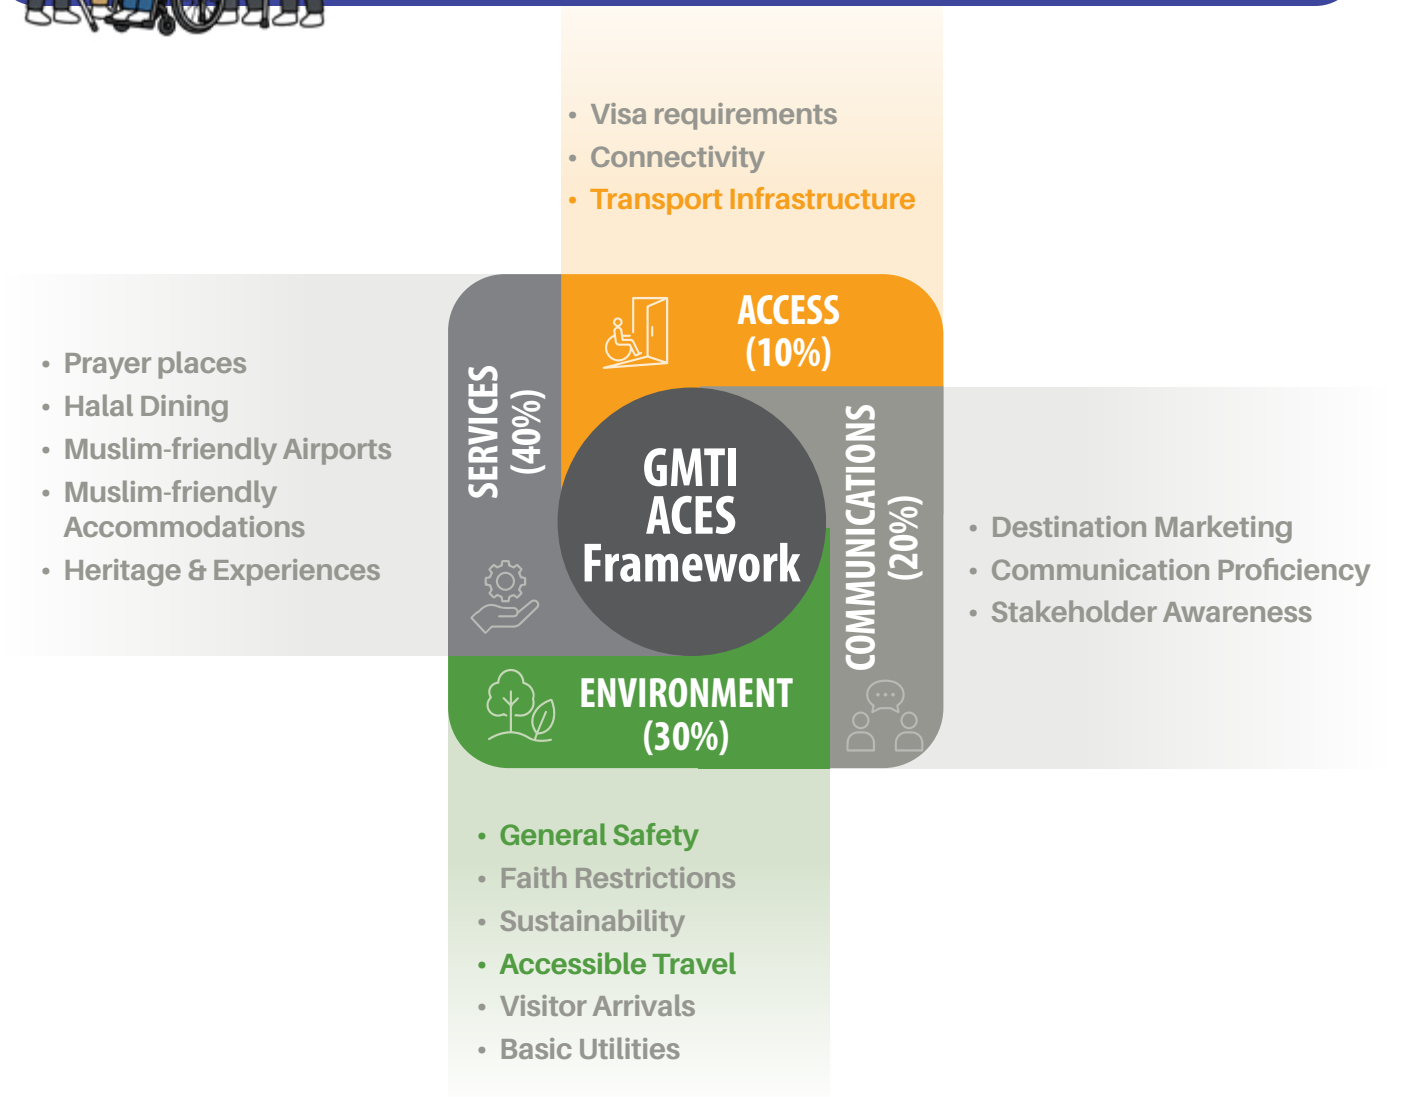 • Visa requirements
• Connectivity
• Transport Infrastructure
ACCESS
(10%)
SERVICES
(40%)
• Prayer places
• Halal Dining
• Muslim-friendly Airports
• Muslim-friendly
Accommodations
• Heritage & Experiences
GMTI
ACES
Framework
COMMUNICATIONS
(20%)
• Destination Marketing
• Communication Proficiency
• Stakeholder Awareness
ENVIRONMENT
(30%)
• General Safety
• Faith Restrictions
• Sustainability
• Accessible Travel
• Visitor Arrivals
• Basic Utilities